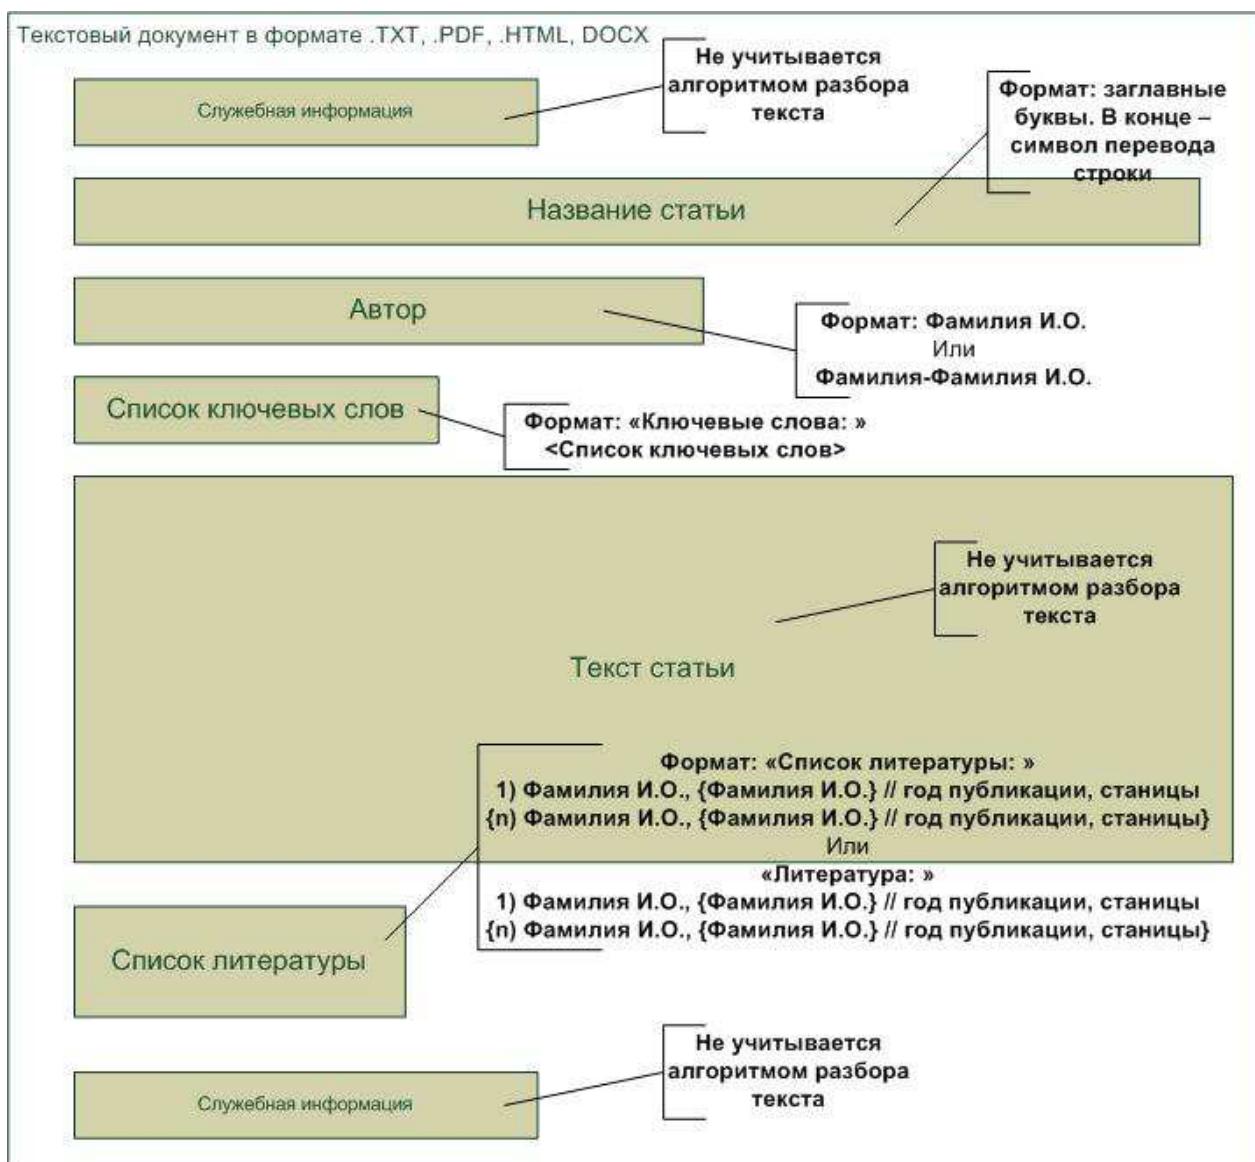 Текстовый документ в формате .TXT, .PDF, .HTML, DOCX
Не учитывается
алгоритмом разбора
текста
Служебная информация
Формат: заглавные
буквы. В конце –
символ перевода
строки
Название статьи
Автор
Формат: Фамилия И.О.
Или
Фамилия-Фамилия И.О.
Список ключевых слов
Формат: «Ключевые слова: »
<Список ключевых слов>
Не учитывается
алгоритмом разбора
текста
Текст статьи
Формат: «Список литературы: »
1) Фамилия И.О., {Фамилия И.О.} // год публикации, станицы
{n) Фамилия И.О., {Фамилия И.О.} // год публикации, станицы}
Или
«Литература: »
1) Фамилия И.О., {Фамилия И.О.} // год публикации, станицы
{n) Фамилия И.О., {Фамилия И.О.} // год публикации, станицы}
Список литературы
Не учитывается
алгоритмом разбора
текста
Служебная информация